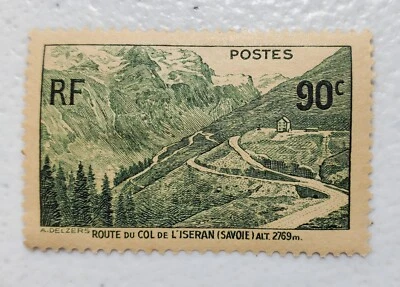 POSTES
RF 90c
A. DELZERS ROUTE DU COL DE L'ISERAN (SAVOIE) ALT. 2769m.